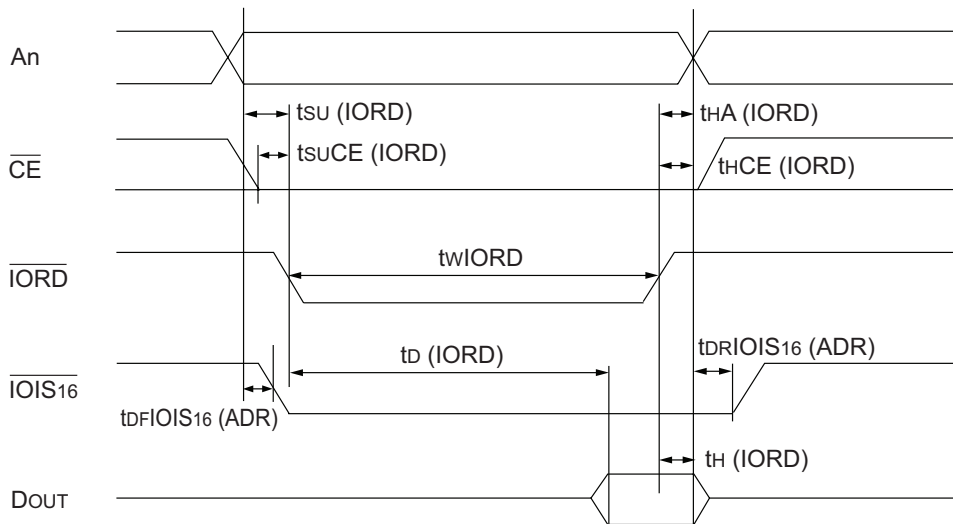 An
tSU (IORD)
tHA (IORD)
CE
tSUCE (IORD)
tHCE (IORD)
IORD
tWIORD
tD (IORD)
tDRIOIS16 (ADR)
IOIS16
tDFIOIS16 (ADR)
tH (IORD)
DOUT